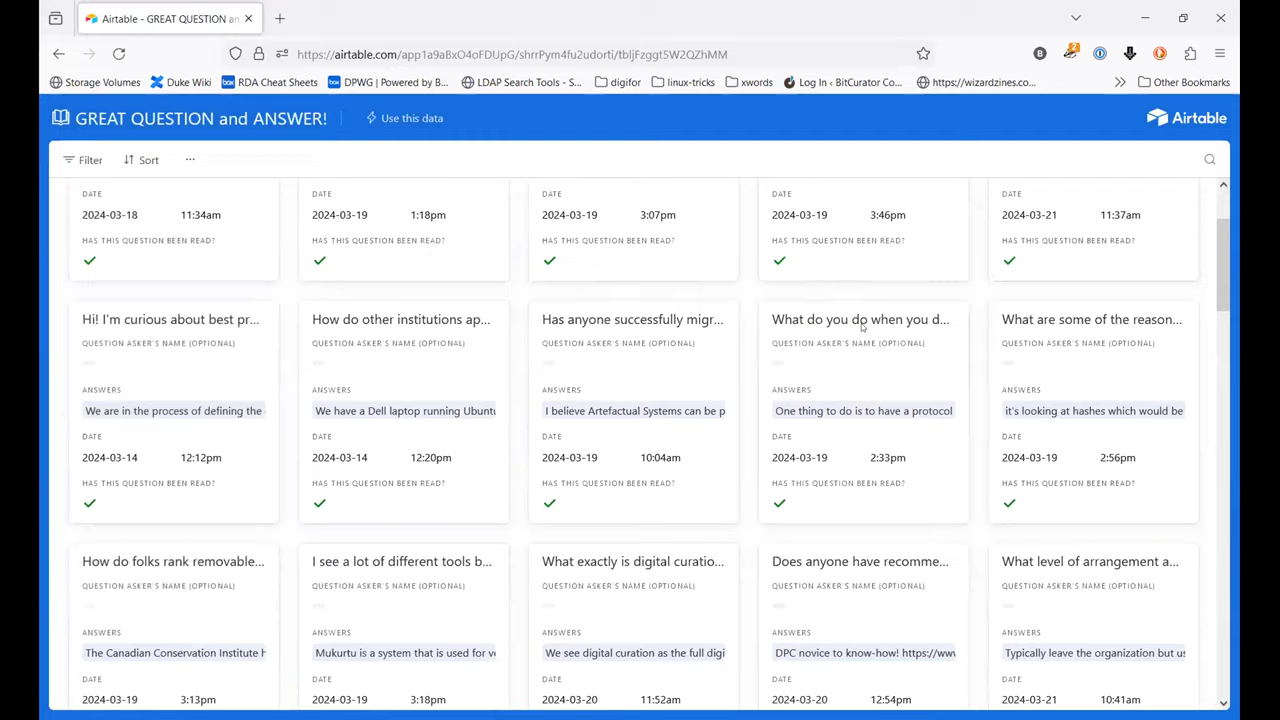 Airtable - GREAT QUESTION an
https://airtable.com/app1a9aBxO4oFDUpG/shrrPym4fu2udorti/tbljFzggt5W2QZhMM
B
2
Storage Volumes
Duke Wiki
box
RDA Cheat Sheets
box
DPWG | Powered by B...
LDAP Search Tools - S...
digifor
linux-tricks
xwords
Log In ‹ BitCurator Co...
https://wizardzines.co...
Other Bookmarks
GREAT QUESTION and ANSWER!
Use this data
Airtable
Filter
Sort
...
DATE DATE DATE DATE DATE
2024-03-18 11:34am 2024-03-19 1:18pm 2024-03-19 3:07pm 2024-03-19 3:46pm 2024-03-21 11:37am
HAS THIS QUESTION BEEN READ? HAS THIS QUESTION BEEN READ? HAS THIS QUESTION BEEN READ? HAS THIS QUESTION BEEN READ? HAS THIS QUESTION BEEN READ?
Hi! I'm curious about best pr... How do other institutions ap... Has anyone successfully migr... What do you do when you d... What are some of the reason...
QUESTION ASKER'S NAME (OPTIONAL) QUESTION ASKER'S NAME (OPTIONAL) QUESTION ASKER'S NAME (OPTIONAL) QUESTION ASKER'S NAME (OPTIONAL) QUESTION ASKER'S NAME (OPTIONAL)
ANSWERS ANSWERS ANSWERS ANSWERS ANSWERS
We are in the process of defining the We have a Dell laptop running Ubuntu I believe Artefactual Systems can be p One thing to do is to have a protocol it's looking at hashes which would be
DATE DATE DATE DATE DATE
2024-03-14 12:12pm 2024-03-14 12:20pm 2024-03-19 10:04am 2024-03-19 2:33pm 2024-03-19 2:56pm
HAS THIS QUESTION BEEN READ? HAS THIS QUESTION BEEN READ? HAS THIS QUESTION BEEN READ? HAS THIS QUESTION BEEN READ? HAS THIS QUESTION BEEN READ?
How do folks rank removable... I see a lot of different tools b... What exactly is digital curatio... Does anyone have recomme... What level of arrangement a...
QUESTION ASKER'S NAME (OPTIONAL) QUESTION ASKER'S NAME (OPTIONAL) QUESTION ASKER'S NAME (OPTIONAL) QUESTION ASKER'S NAME (OPTIONAL) QUESTION ASKER'S NAME (OPTIONAL)
ANSWERS ANSWERS ANSWERS ANSWERS ANSWERS
The Canadian Conservation Institute h Mukurtu is a system that is used for ve We see digital curation as the full digi DPC novice to know-how! https://ww Typically leave the organization but us
DATE DATE DATE DATE DATE
2024-03-19 3:13pm 2024-03-19 3:18pm 2024-03-20 11:52am 2024-03-20 12:54pm 2024-03-21 10:41am